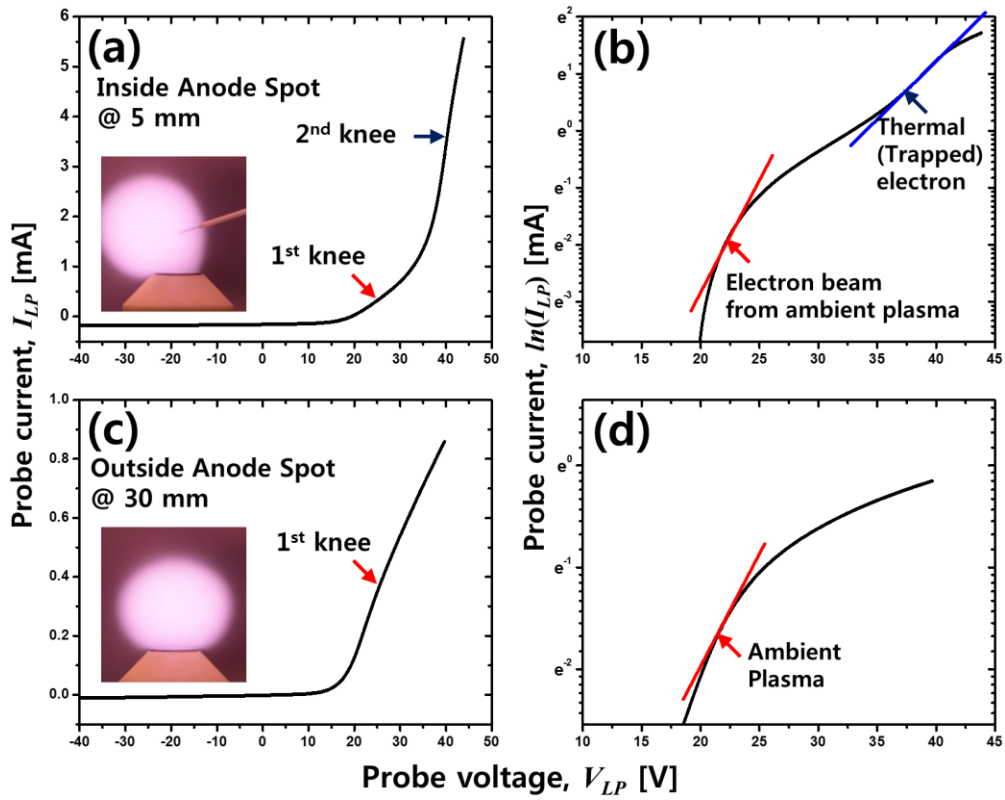 (a)
Inside Anode Spot
@ 5 mm
2nd knee
1st knee
6
5
4
3
2
1
0
-40 -30 -20 -10 0 10 20 30 40 50
(b)
Thermal
(Trapped)
electron
Electron beam
from ambient plasma
e2
e1
e0
e-1
e-2
e-3
10 15 20 25 30 35 40 45
(c)
Outside Anode Spot
@ 30 mm
1st knee
1.0
0.8
0.6
0.4
0.2
0.0
-40 -30 -20 -10 0 10 20 30 40 50
(d)
Ambient
Plasma
e0
e-1
e-2
10 15 20 25 30 35 40 45
Probe current, ILP [mA]
Probe current, ln(ILP) [mA]
Probe voltage, VLP [V]